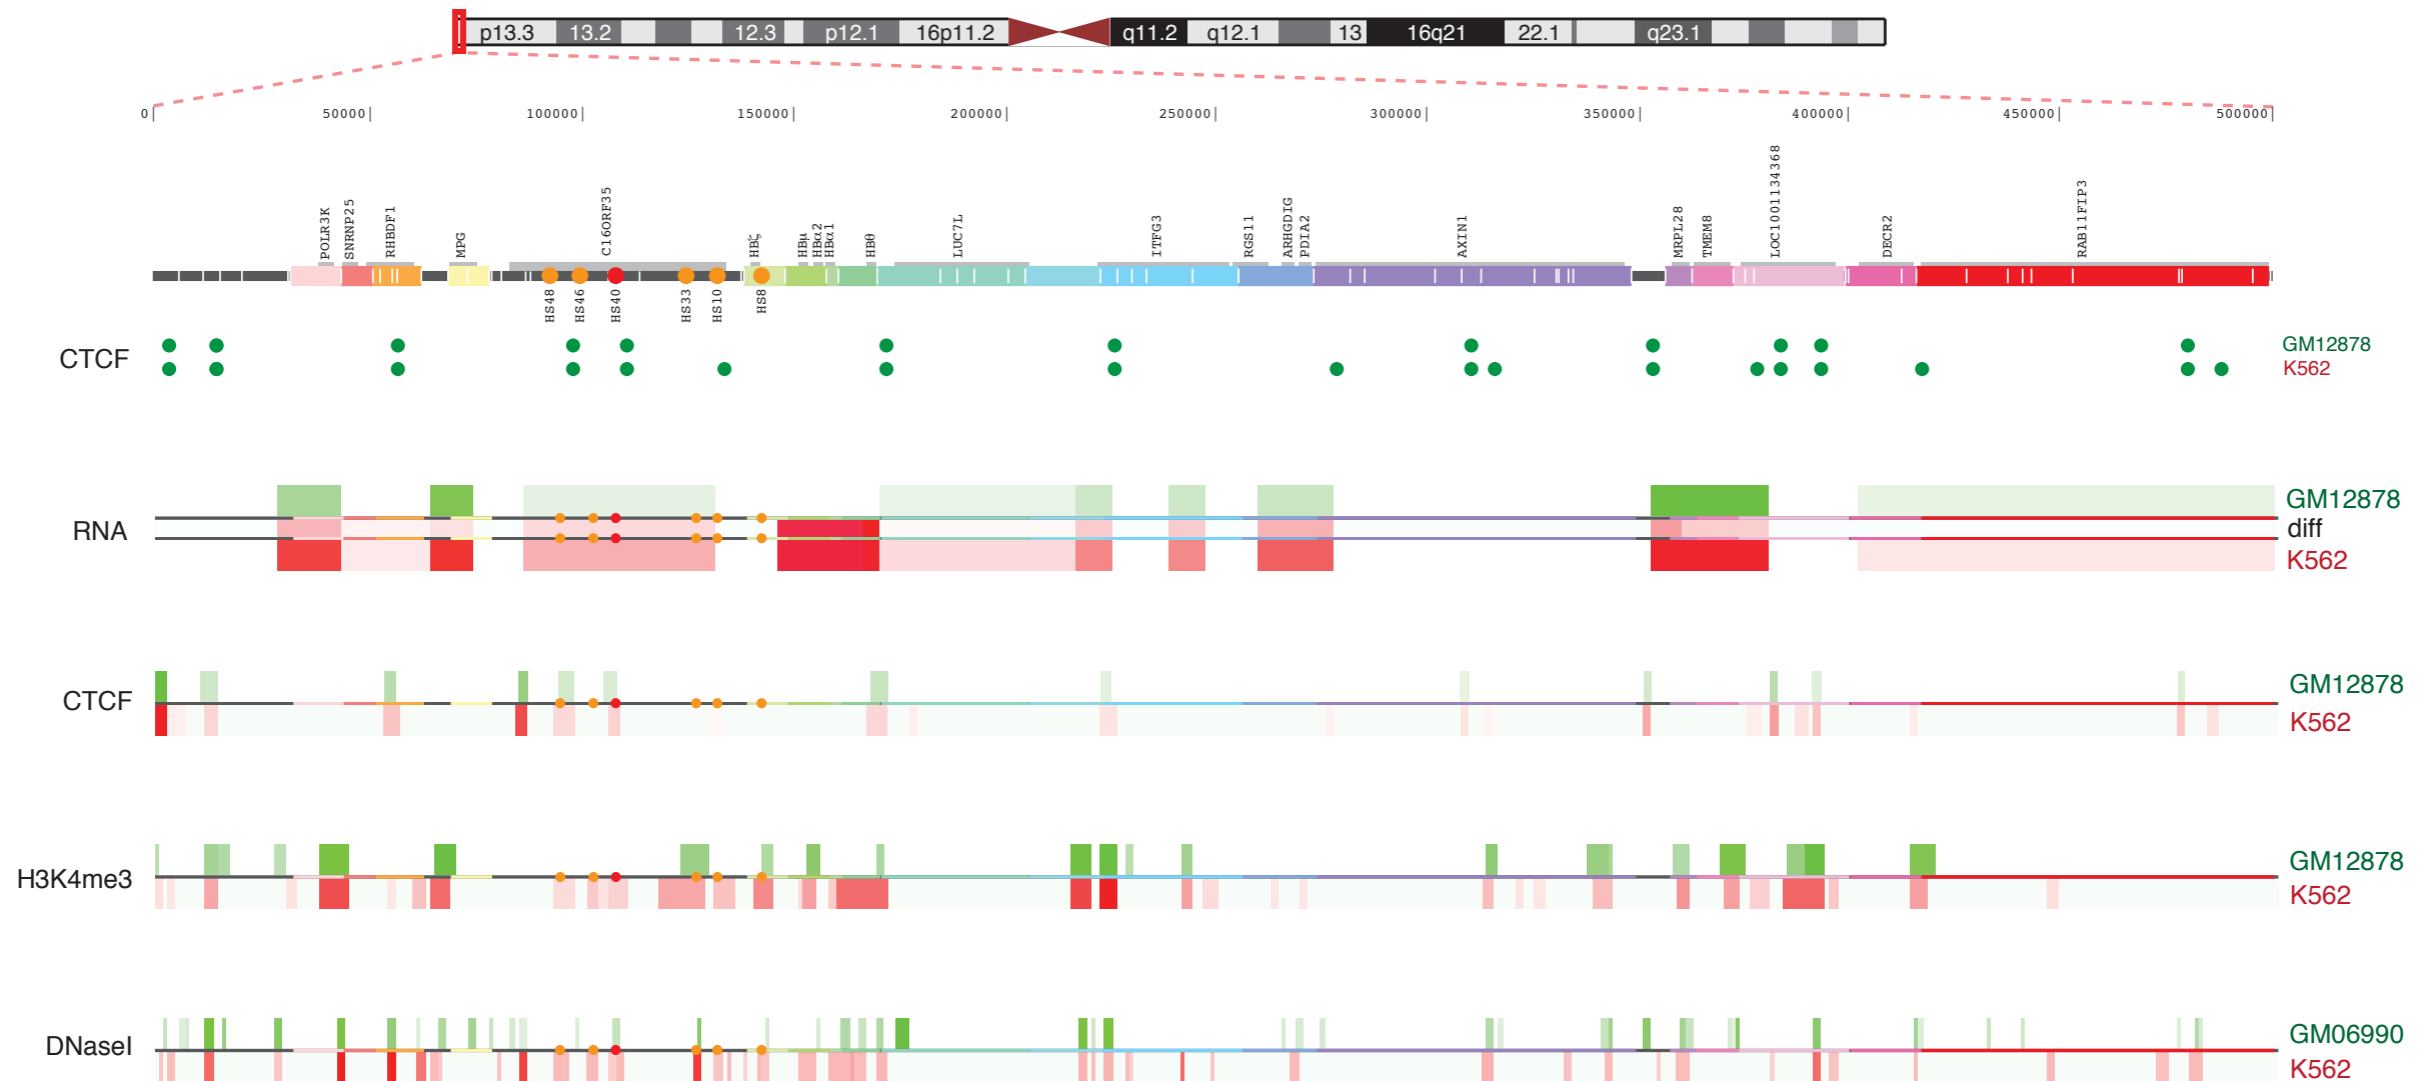 p13.3 13.2 12.3 p12.1 16p11.2 q11.2 q12.1 13 16q21 22.1 q23.1
0 50000 100000 150000 200000 250000 300000 350000 400000 450000 500000
POLR3K SNRNP25 RHBDF1 MPG C16ORF35 HBζ HBμ HBα2 HBα1 HBθ LUC7L ITFG3 RGS11 ARHGDIG PDIA2 AXIN1 MRPL28 TMEM8 LOC100134368 DECR2 RAB11FIP3
HS48 HS46 HS40 HS33 HS10 HS8
CTCF
GM12878
K562
RNA
GM12878
diff
K562
CTCF
GM12878
K562
H3K4me3
GM12878
K562
DNaseI
GM06990
K562